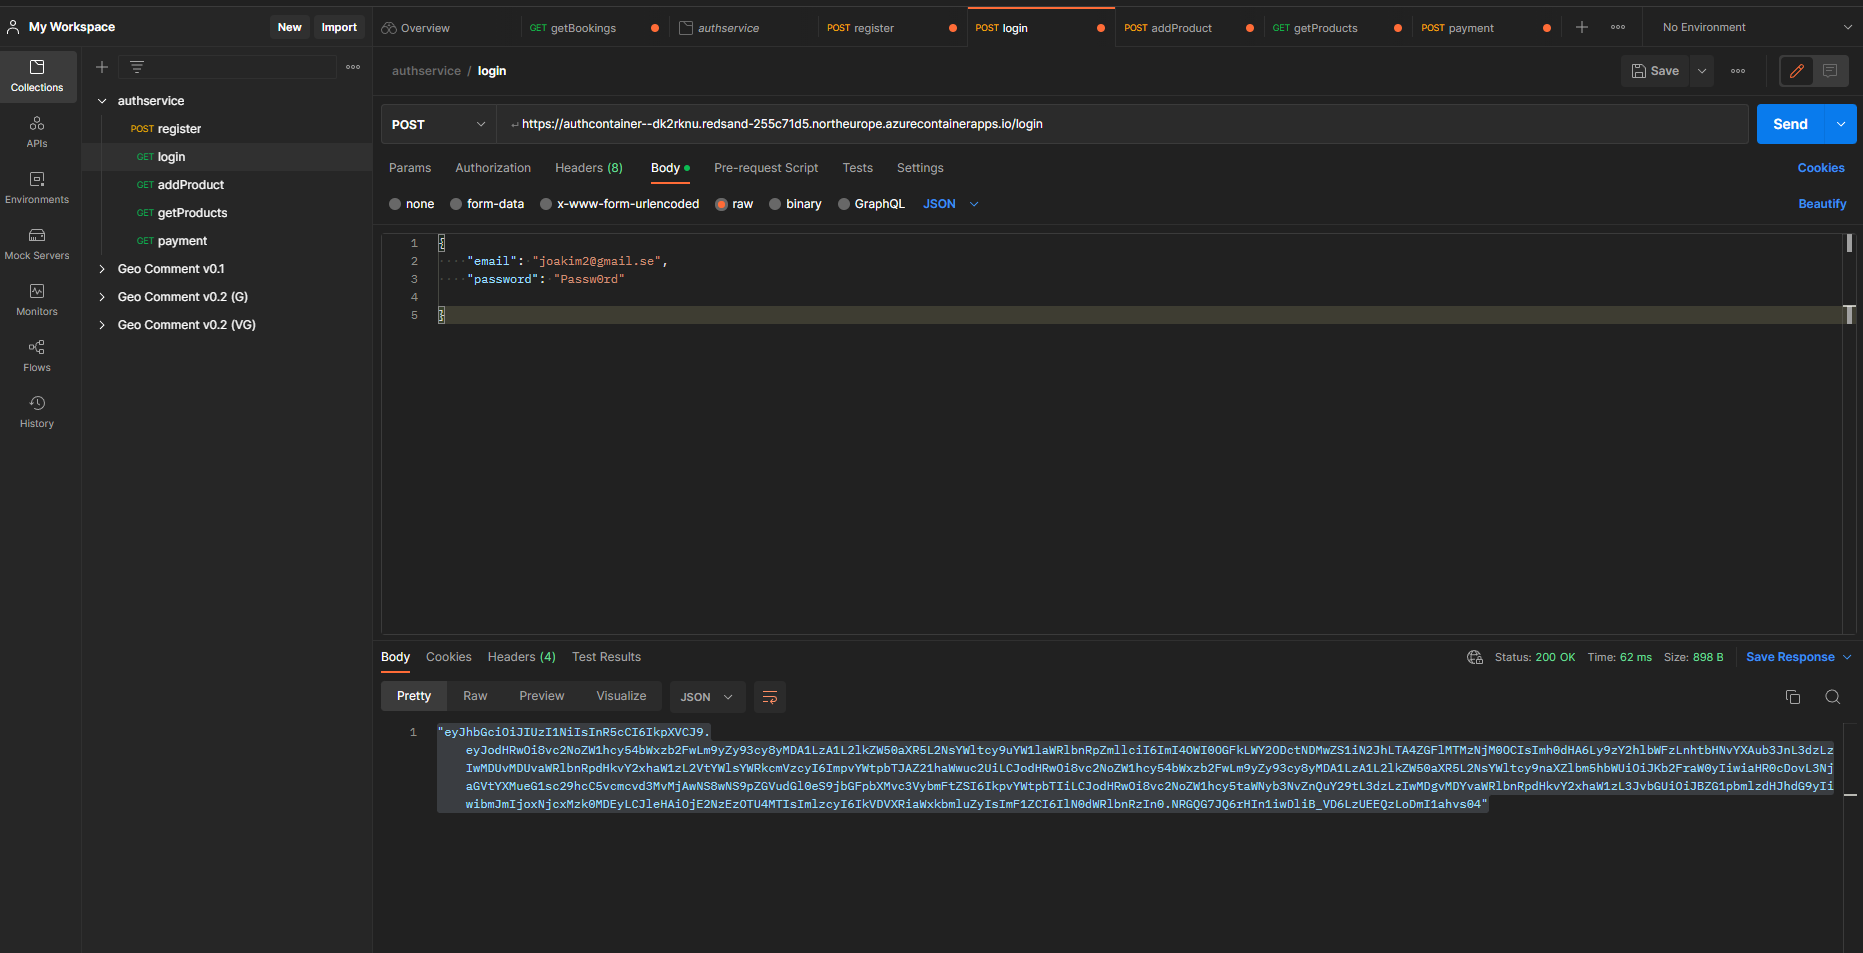 My Workspace
New
Import
Overview
GET getBookings
authservice
POST register
POST login
POST addProduct
GET getProducts
POST payment
No Environment
Collections
APIs
Environments
Mock Servers
Monitors
Flows
History
authservice
POST register
GET login
GET addProduct
GET getProducts
GET payment
Geo Comment v0.1
Geo Comment v0.2 (G)
Geo Comment v0.2 (VG)
authservice / login
Save
POST
https://authcontainer--dk2rknu.redsand-255c71d5.northeurope.azurecontainerapps.io/login
Send
Params Authorization Headers (8) Body Pre-request Script Tests Settings
Cookies
none form-data x-www-form-urlencoded raw binary GraphQL JSON
Beautify
1 {
2 "email": "joakim2@gmail.se",
3 "password": "Passw0rd"
4
5 }
Body Cookies Headers (4) Test Results
Status: 200 OK Time: 62 ms Size: 898 B Save Response
Pretty Raw Preview Visualize JSON
1 "eyJhbGciOiJIUzI1NiIsInR5cCI6IkpXVCJ9.